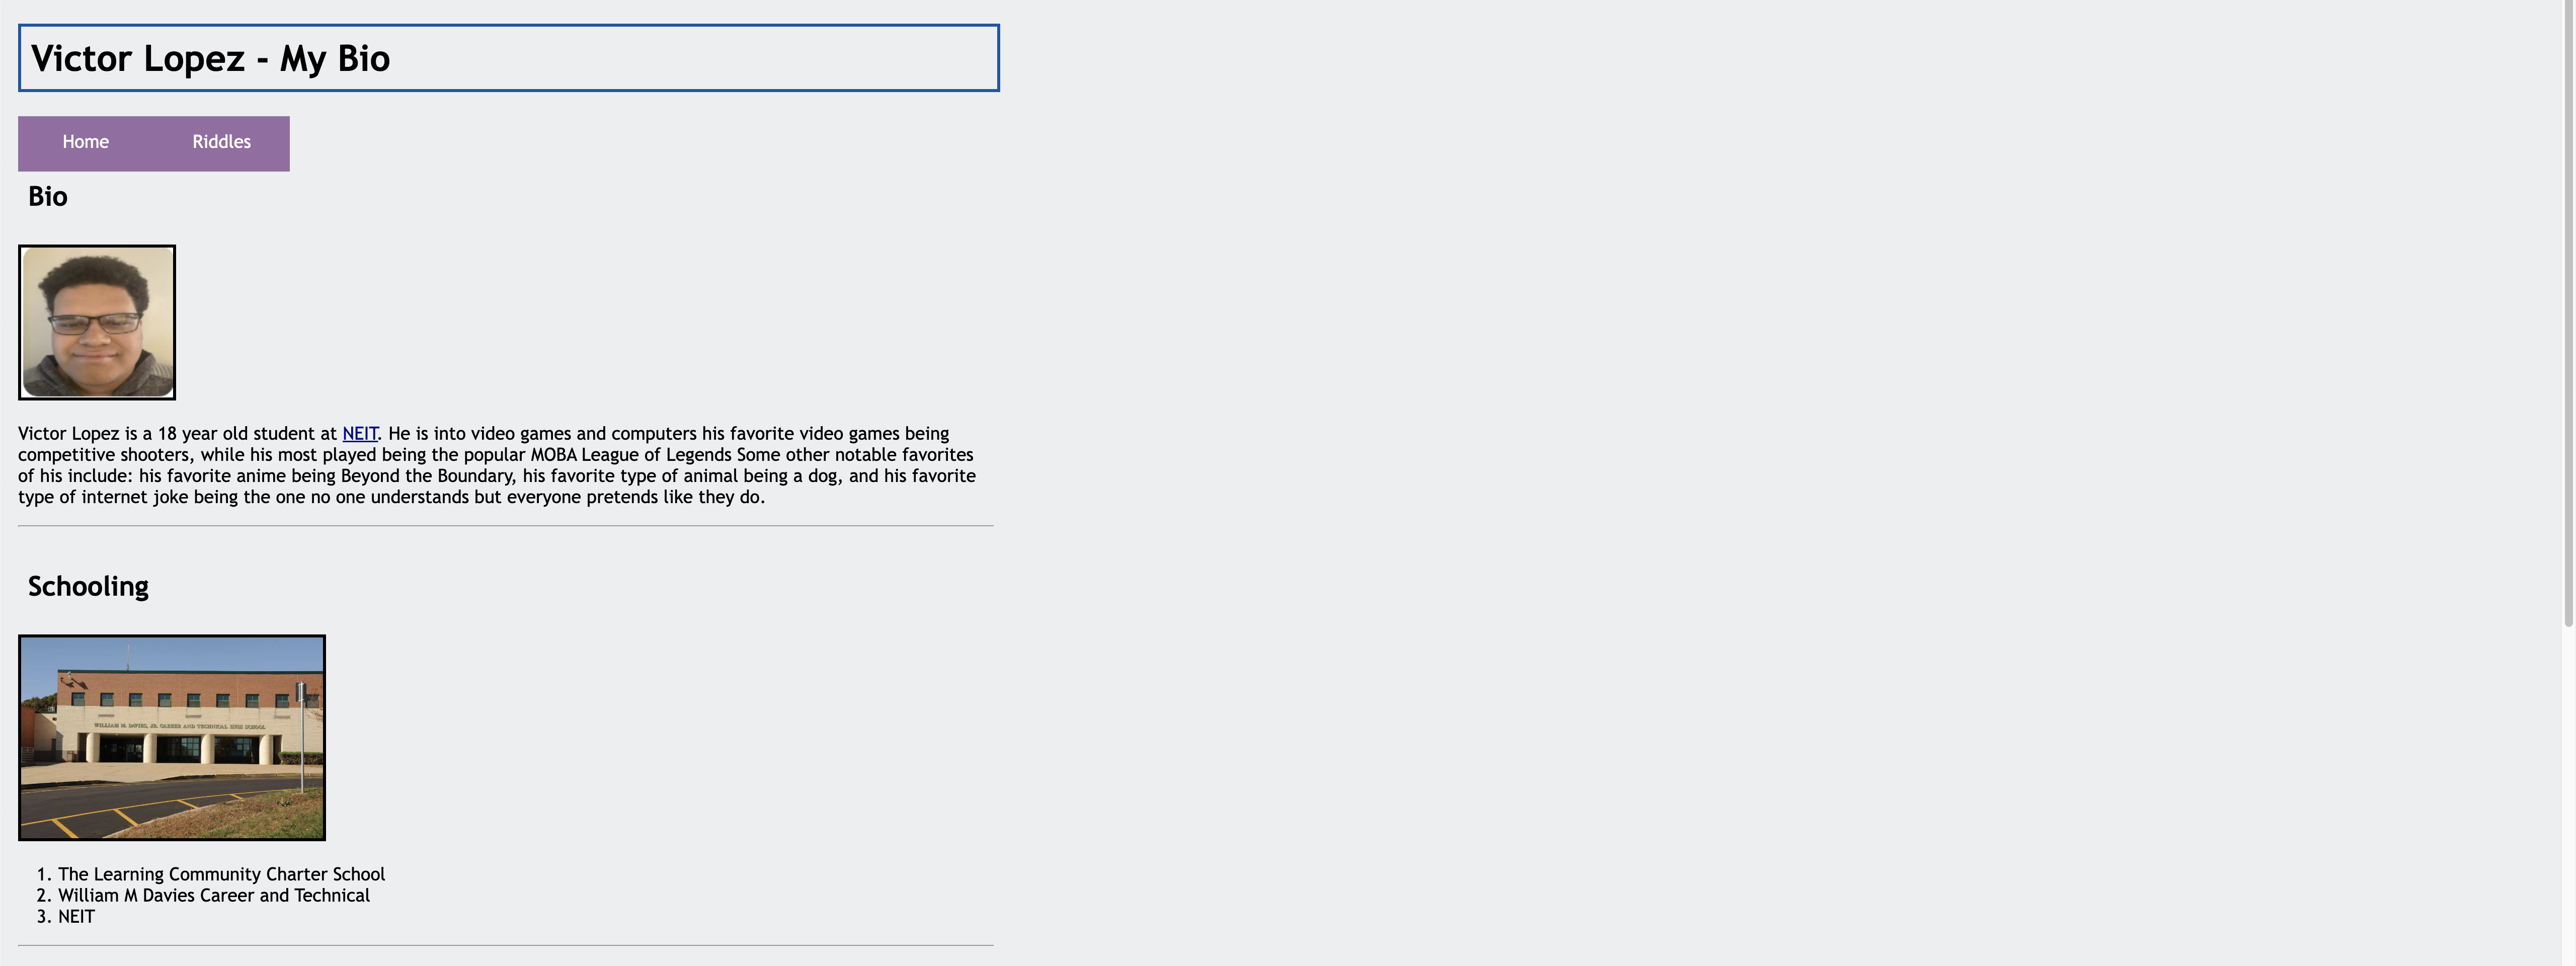 Victor Lopez - My Bio
Home
Riddles
Bio
Victor Lopez is a 18 year old student at NEIT. He is into video games and computers his favorite video games being
competitive shooters, while his most played being the popular MOBA League of Legends Some other notable favorites
of his include: his favorite anime being Beyond the Boundary, his favorite type of animal being a dog, and his favorite
type of internet joke being the one no one understands but everyone pretends like they do.
Schooling
WILLIAM M. DAVIES, JR. CAREER AND TECHNICAL HIGH SCHOOL
1. The Learning Community Charter School
2. William M Davies Career and Technical
3. NEIT